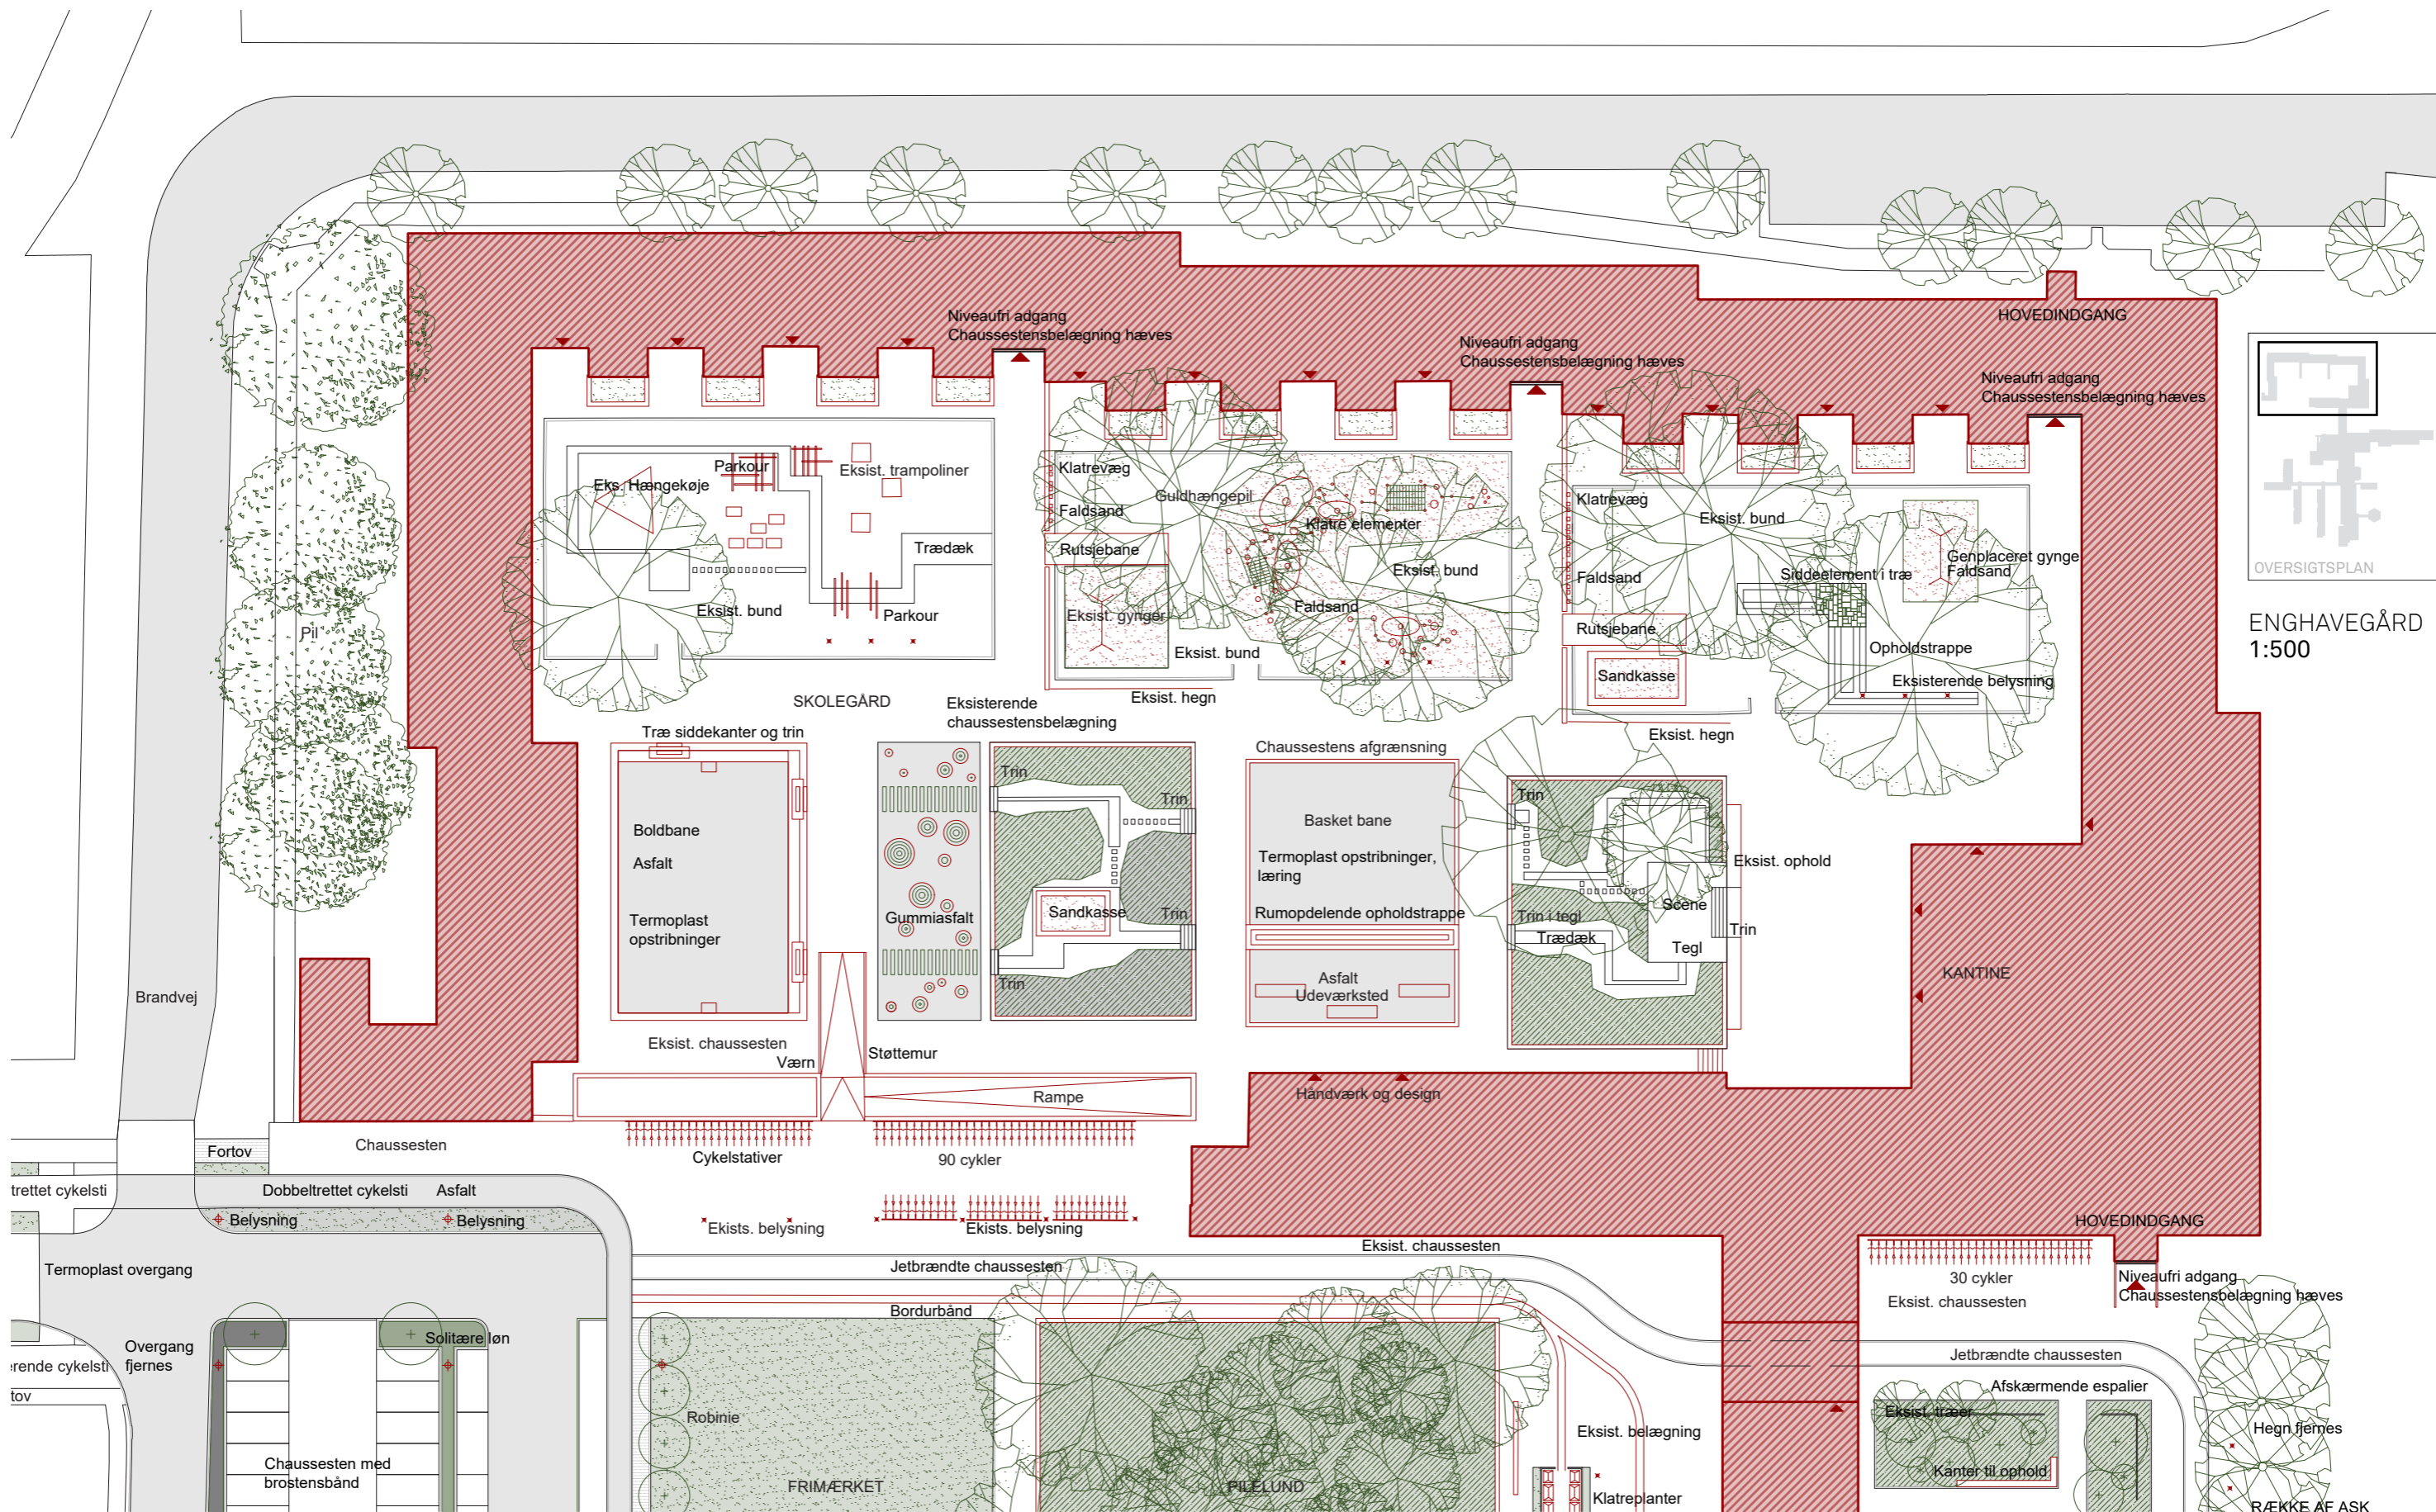 Niveaufri adgang
Chaussestensbelægning hæves
HOVEDINDGANG
Niveaufri adgang
Chaussestensbelægning hæves
Niveaufri adgang
Chaussestensbelægning hæves
OVERSIGTSPLAN
ENGHAVEGÅRD
1:500
Parkour
Eksist. trampoliner
Eks. Hængekøje
Trædæk
Eksist. bund
Parkour
Klatrevæg
Guldhængepil
Faldsand
Klatre elementer
Rutsjebane
Eksist. bund
Faldsand
Eksist. gynger
Eksist. bund
Eksist. hegn
Klatrevæg
Eksist. bund
Faldsand
Siddeelement i træ
Genplaceret gynge
Faldsand
Rutsjebane
Opholdstrappe
Sandkasse
Eksisterende belysning
Eksist. hegn
Pil
SKOLEGÅRD
Eksisterende
chaussestensbelægning
Træ siddekanter og trin
Chaussestens afgrænsning
Boldbane
Asfalt
Termoplast
opstribninger
Gummiasfalt
Trin
Trin
Sandkasse
Trin
Trin
Basket bane
Termoplast opstribninger,
læring
Rumopdelende opholdstrappe
Asfalt
Udeværksted
Trin
Eksist. ophold
Trin i tegl
Scene
Trin
Trædæk
Tegl
KANTINE
Brandvej
Eksist. chaussesten
Værn
Støttemur
Rampe
Håndværk og design
Fortov
Chaussesten
Cykelstativer
90 cykler
trettet cykelsti
Dobbeltrettet cykelsti
Asfalt
Belysning
Belysning
Ekists. belysning
Ekists. belysning
HOVEDINDGANG
Eksist. chaussesten
Termoplast overgang
Jetbrændte chaussesten
30 cykler
Niveaufri adgang
Chaussestensbelægning hæves
Eksist. chaussesten
Bordurbånd
Overgang
fjernes
Solitære løn
erende cykelsti
tov
Jetbrændte chaussesten
Afskærmende espalier
Robinie
Eksist. træer
Eksist. belægning
Hegn fjernes
Chaussesten med
brostensbånd
Kanter til ophold
FRIMÆRKET
PILELUND
Klatreplanter
RÆKKE AF ASK